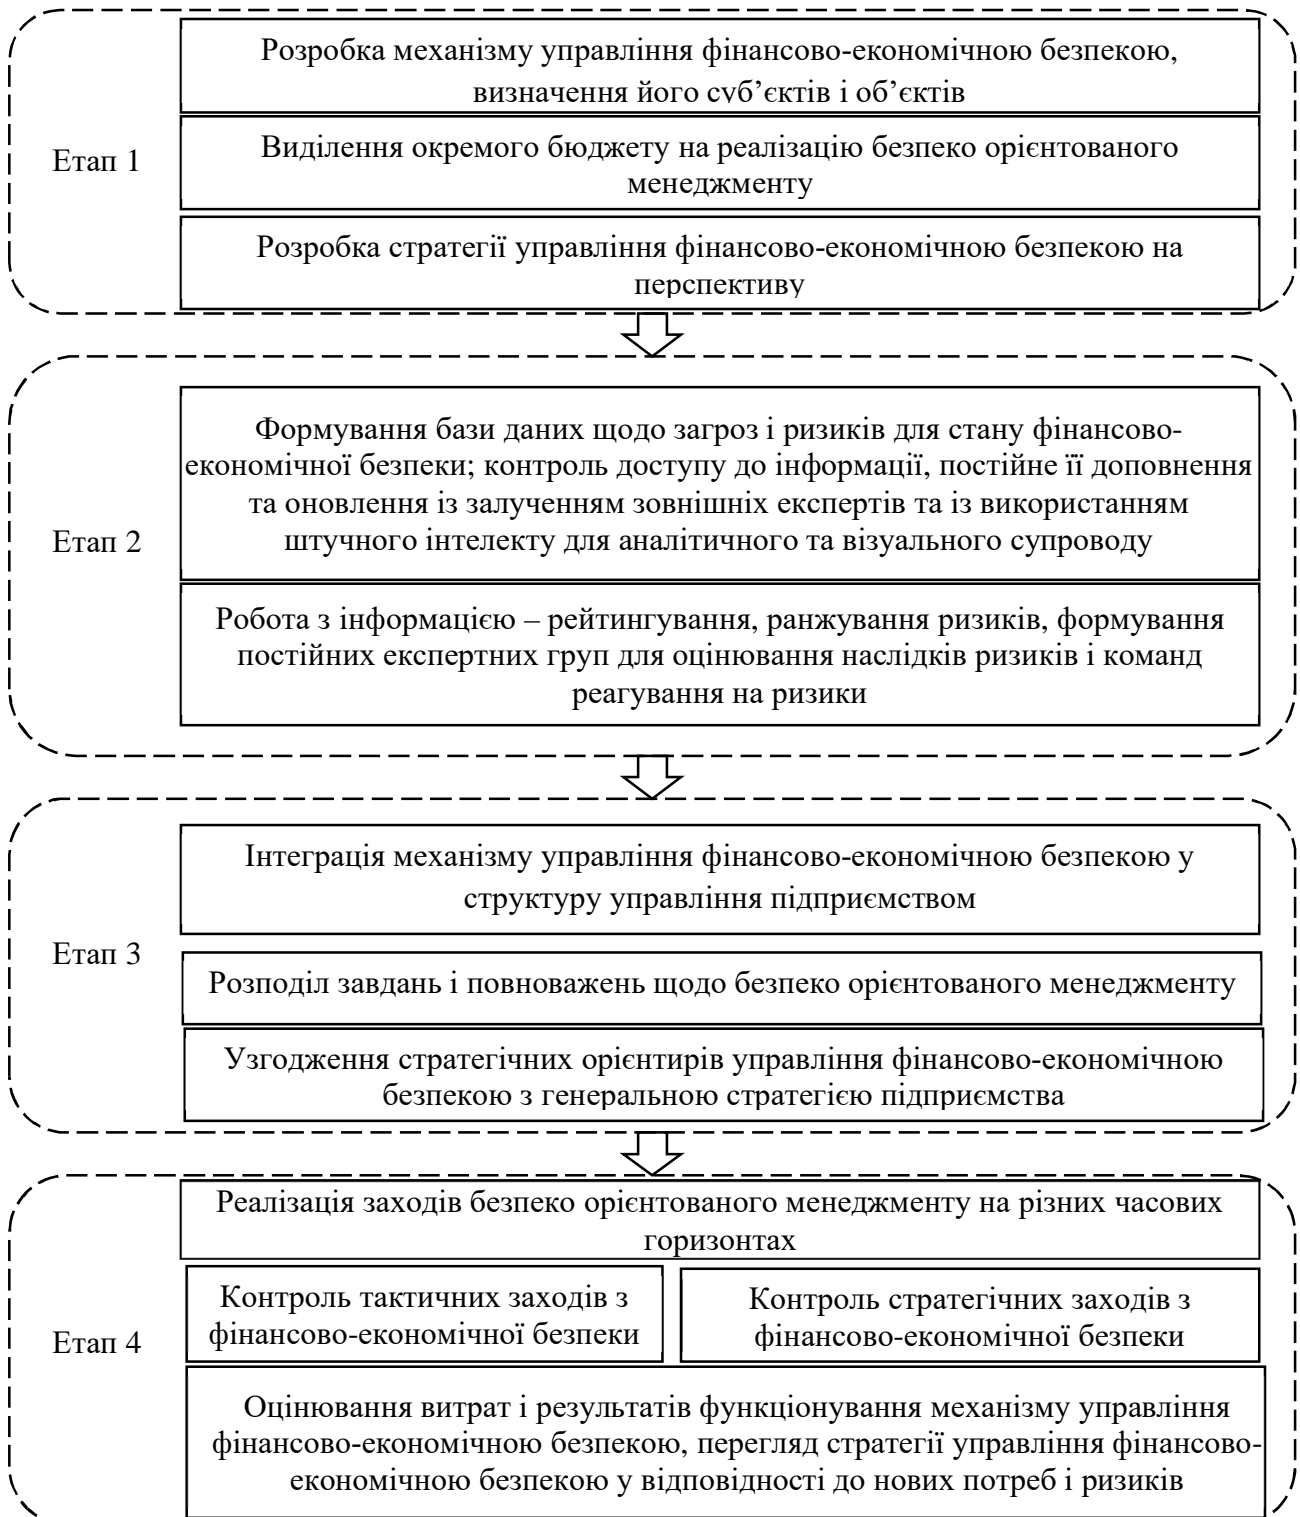 Розробка механізму управління фінансово-економічною безпекою,
визначення його суб’єктів і об’єктів
Етап 1
Виділення окремого бюджету на реалізацію безпеко орієнтованого
менеджменту
Розробка стратегії управління фінансово-економічною безпекою на
перспективу
Формування бази даних щодо загроз і ризиків для стану фінансово-
економічної безпеки; контроль доступу до інформації, постійне її доповнення
та оновлення із залученням зовнішніх експертів та із використанням
штучного інтелекту для аналітичного та візуального супроводу
Етап 2
Робота з інформацією – рейтингування, ранжування ризиків, формування
постійних експертних груп для оцінювання наслідків ризиків і команд
реагування на ризики
Інтеграція механізму управління фінансово-економічною безпекою у
структуру управління підприємством
Етап 3
Розподіл завдань і повноважень щодо безпеко орієнтованого менеджменту
Узгодження стратегічних орієнтирів управління фінансово-економічною
безпекою з генеральною стратегією підприємства
Реалізація заходів безпеко орієнтованого менеджменту на різних часових
горизонтах
Етап 4
Контроль тактичних заходів з
фінансово-економічної безпеки
Контроль стратегічних заходів з
фінансово-економічної безпеки
Оцінювання витрат і результатів функціонування механізму управління
фінансово-економічною безпекою, перегляд стратегії управління фінансово-
економічною безпекою у відповідності до нових потреб і ризиків